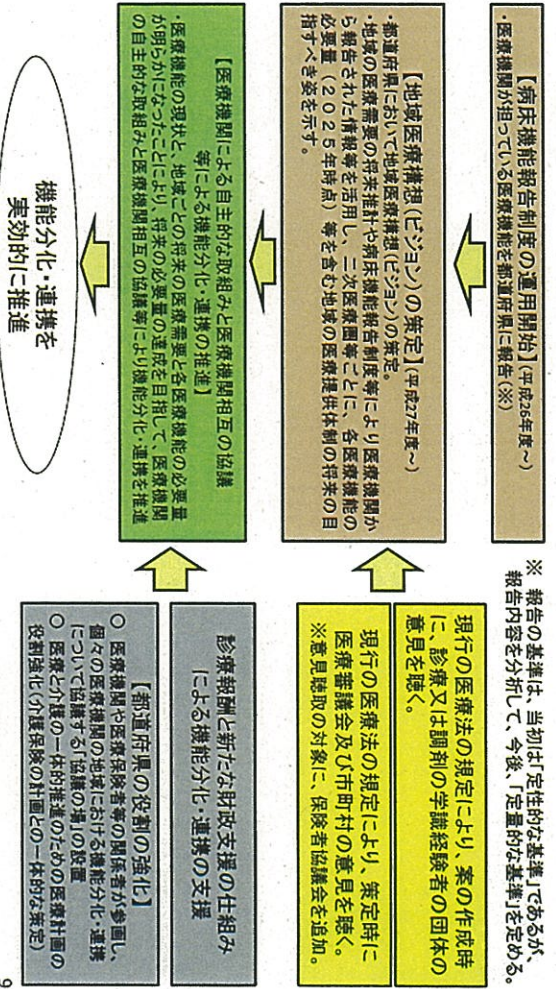 【病床機能報告制度の運用開始】(平成26年度~)
・医療機関が担っている医療機能を都道府県に報告(※)
※ 報告の基準は、当初は「定性的な基準」であるが、
報告内容を分析して、今後、「定量的な基準」を定める。
【地域医療構想(ビジョン)の策定】(平成27年度~)
・都道府県において地域医療構想(ビジョン)の策定。
・地域の医療需要の将来推計や病床機能報告制度等により医療機関か
ら報告された情報等を活用し、二次医療圏等ごとに、各医療機能の
必要量(2025年時点)等を含む地域の医療提供体制の将来の目
指すべき姿を示す。
現行の医療法の規定により、案の作成時
に、診療又は調剤の学識経験者の団体の
意見を聴く。
現行の医療法の規定により、策定時に
医療審議会及び市町村の意見を聴く。
※意見聴取の対象に、保険者協議会を追加。
【医療機関による自主的な取組みと医療機関相互の協議
等による機能分化・連携の推進】
・医療機能の現状と、地域ごとの将来の医療需要と各医療機能の必要量
が明らかになったことにより、将来の必要量の達成を目指して、医療機関
の自主的な取組みと医療機関相互の協議等により機能分化・連携を推進
診療報酬と新たな財政支援の仕組み
による機能分化・連携の支援
【都道府県の役割の強化】
○ 医療機関や医療保険者等の関係者が参画し、
個々の医療機関の地域における機能分化・連携
について協議する「協議の場」の設置
○ 医療と介護の一体的推進のための医療計画の
役割強化(介護保険の計画との一体的な策定)
機能分化・連携を
実効的に推進
9